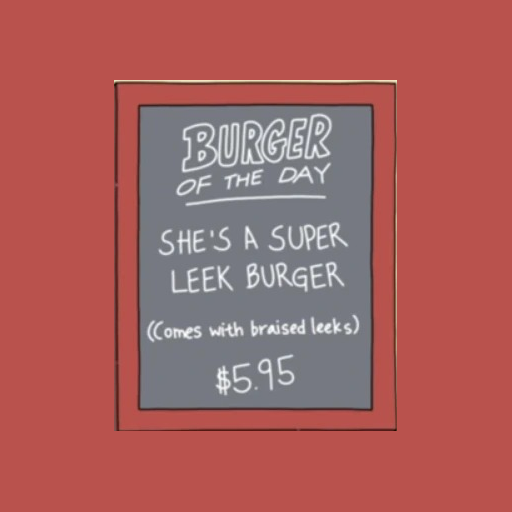 BURGER
OF THE DAY
SHE'S A SUPER
LEEK BURGER
(Comes with braised leeks)
$5.95